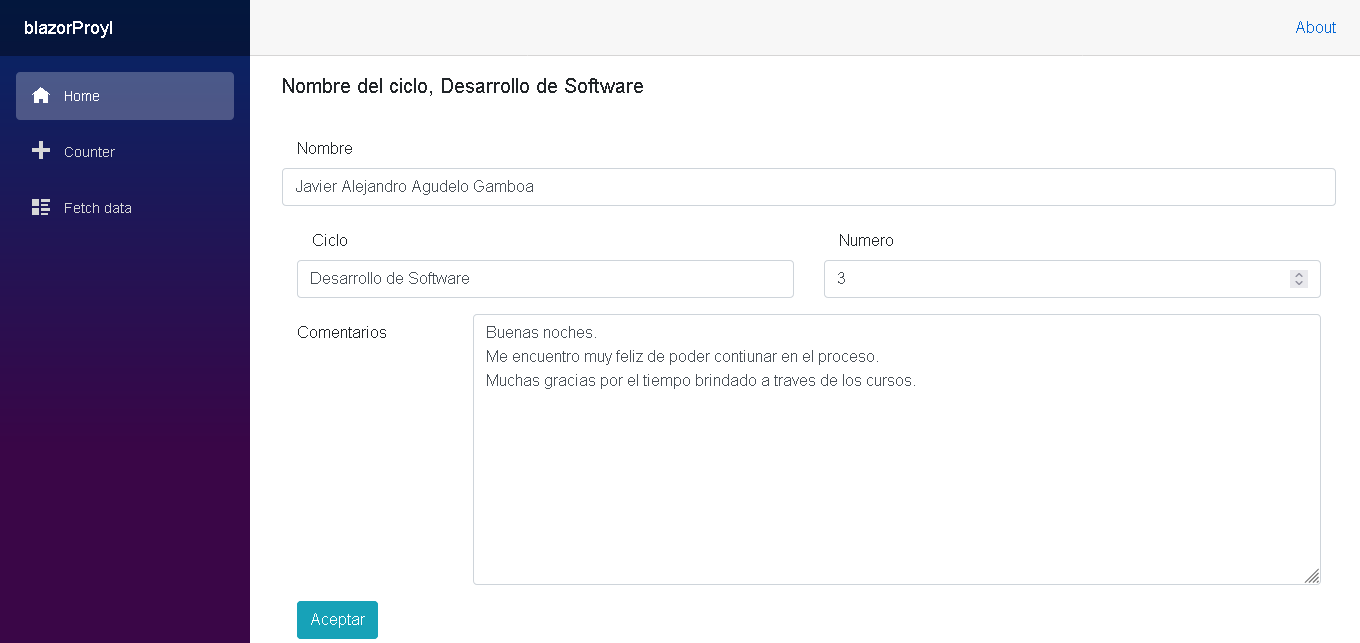 blazorProyI
About
Home
Counter
Fetch data
Nombre del ciclo, Desarrollo de Software
Nombre
Javier Alejandro Agudelo Gamboa
Ciclo
Numero
Desarrollo de Software
3
Comentarios
Buenas noches.
Me encuentro muy feliz de poder contiunar en el proceso.
Muchas gracias por el tiempo brindado a traves de los cursos.
Aceptar